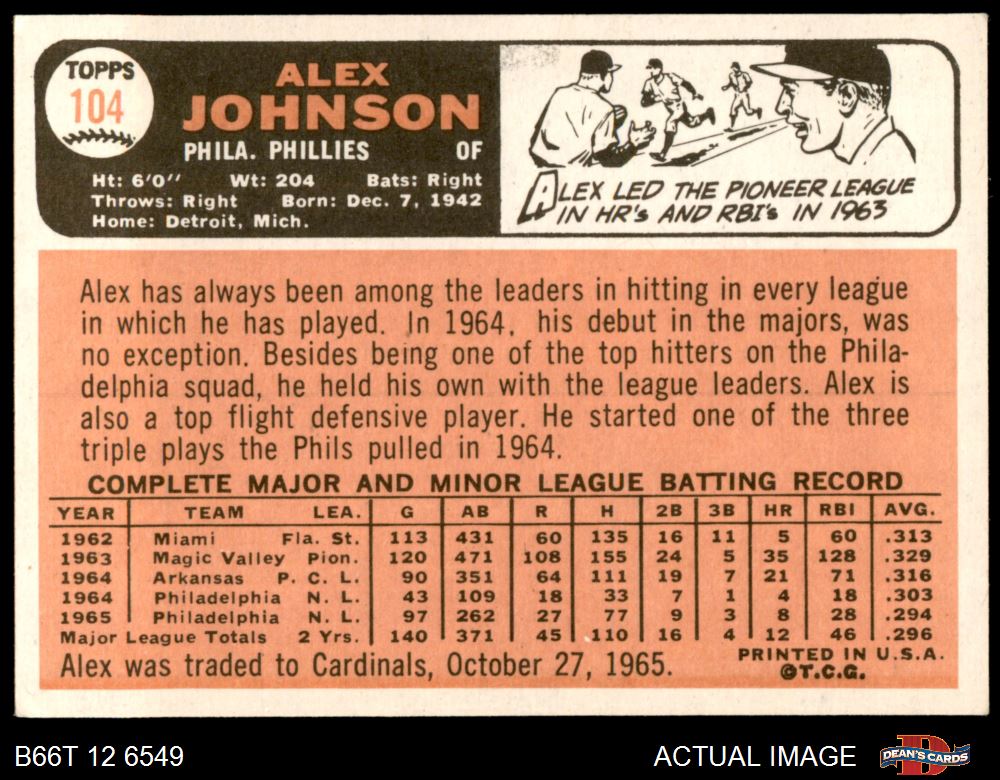 TOPPS
104
ALEX
JOHNSON
PHILA. PHILLIES OF
Ht: 6'0" Wt: 204 Bats: Right
Throws: Right Born: Dec. 7, 1942
Home: Detroit, Mich.
ALEX LED THE PIONEER LEAGUE
IN HR's AND RBI's IN 1963
Alex has always been among the leaders in hitting in every league
in which he has played. In 1964, his debut in the majors, was
no exception. Besides being one of the top hitters on the Phila-
delphia squad, he held his own with the league leaders. Alex is
also a top flight defensive player. He started one of the three
triple plays the Phils pulled in 1964.
COMPLETE MAJOR AND MINOR LEAGUE BATTING RECORD
YEAR TEAM LEA. G AB R H 2B 3B HR RBI AVG.
1962 Miami Fla. St. 113 431 60 135 16 11 5 60 .313
1963 Magic Valley Pion. 120 471 108 155 24 5 35 128 .329
1964 Arkansas P. C. L. 90 351 64 111 19 7 21 71 .316
1964 Philadelphia N. L. 43 109 18 33 7 1 4 18 .303
1965 Philadelphia N. L. 97 262 27 77 9 3 8 28 .294
Major League Totals 2 Yrs. 140 371 45 110 16 4 12 46 .296
Alex was traded to Cardinals, October 27, 1965.
PRINTED IN U.S.A.
©T.C.G.
B66T 12 6549 ACTUAL IMAGE DEAN'S CARDS